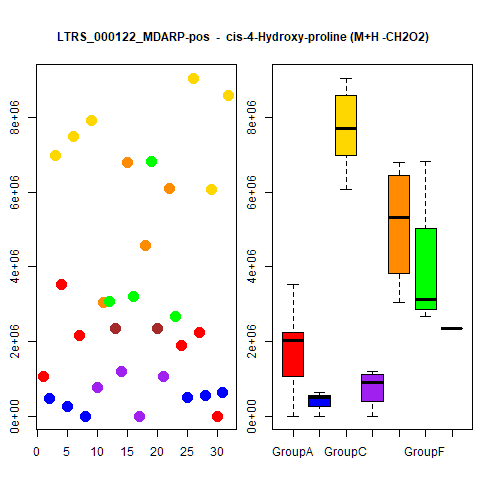 LTRS_000122_MDARP-pos - cis-4-Hydroxy-proline (M+H -CH2O2)
0e+00 2e+06 4e+06 6e+06 8e+06
0 5 10 15 20 25 30
0e+00 2e+06 4e+06 6e+06 8e+06
GroupA GroupC GroupF